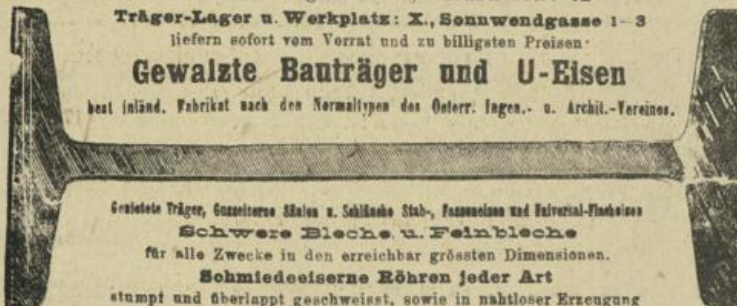 Träger-Lager u. Werkplatz: X., Sonnwendgasse 1-3
liefern sofort vom Vorrat und zu billigsten Preisen:
Gewalzte Bauträger und U-Eisen
best inländ. Fabrikat nach den Normaltypen des Österr. Ingen.- u. Archit.-Vereines.
Genietete Träger, Gusseiserne Säulen u. Schläuche Stab-, Fassoneisen und Universal-Flacheisen
Schwere Bleche u. Feinbleche
für alle Zwecke in den erreichbar grössten Dimensionen.
Schmiedeeiserne Röhren jeder Art
stumpf und überlappt geschweisst, sowie in nahtloser Erzeugung